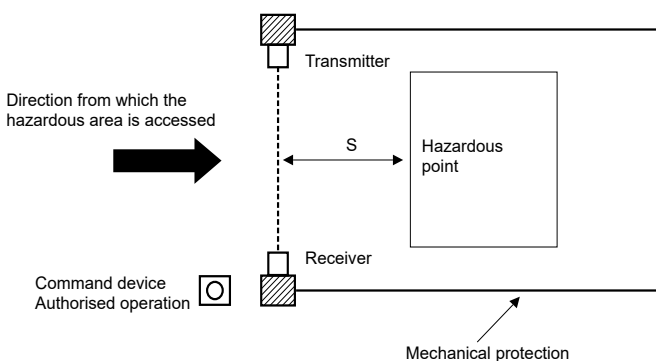 Transmitter
Direction from which the
hazardous area is accessed
S
Hazardous
point
Receiver
Command device
Authorised operation
Mechanical protection